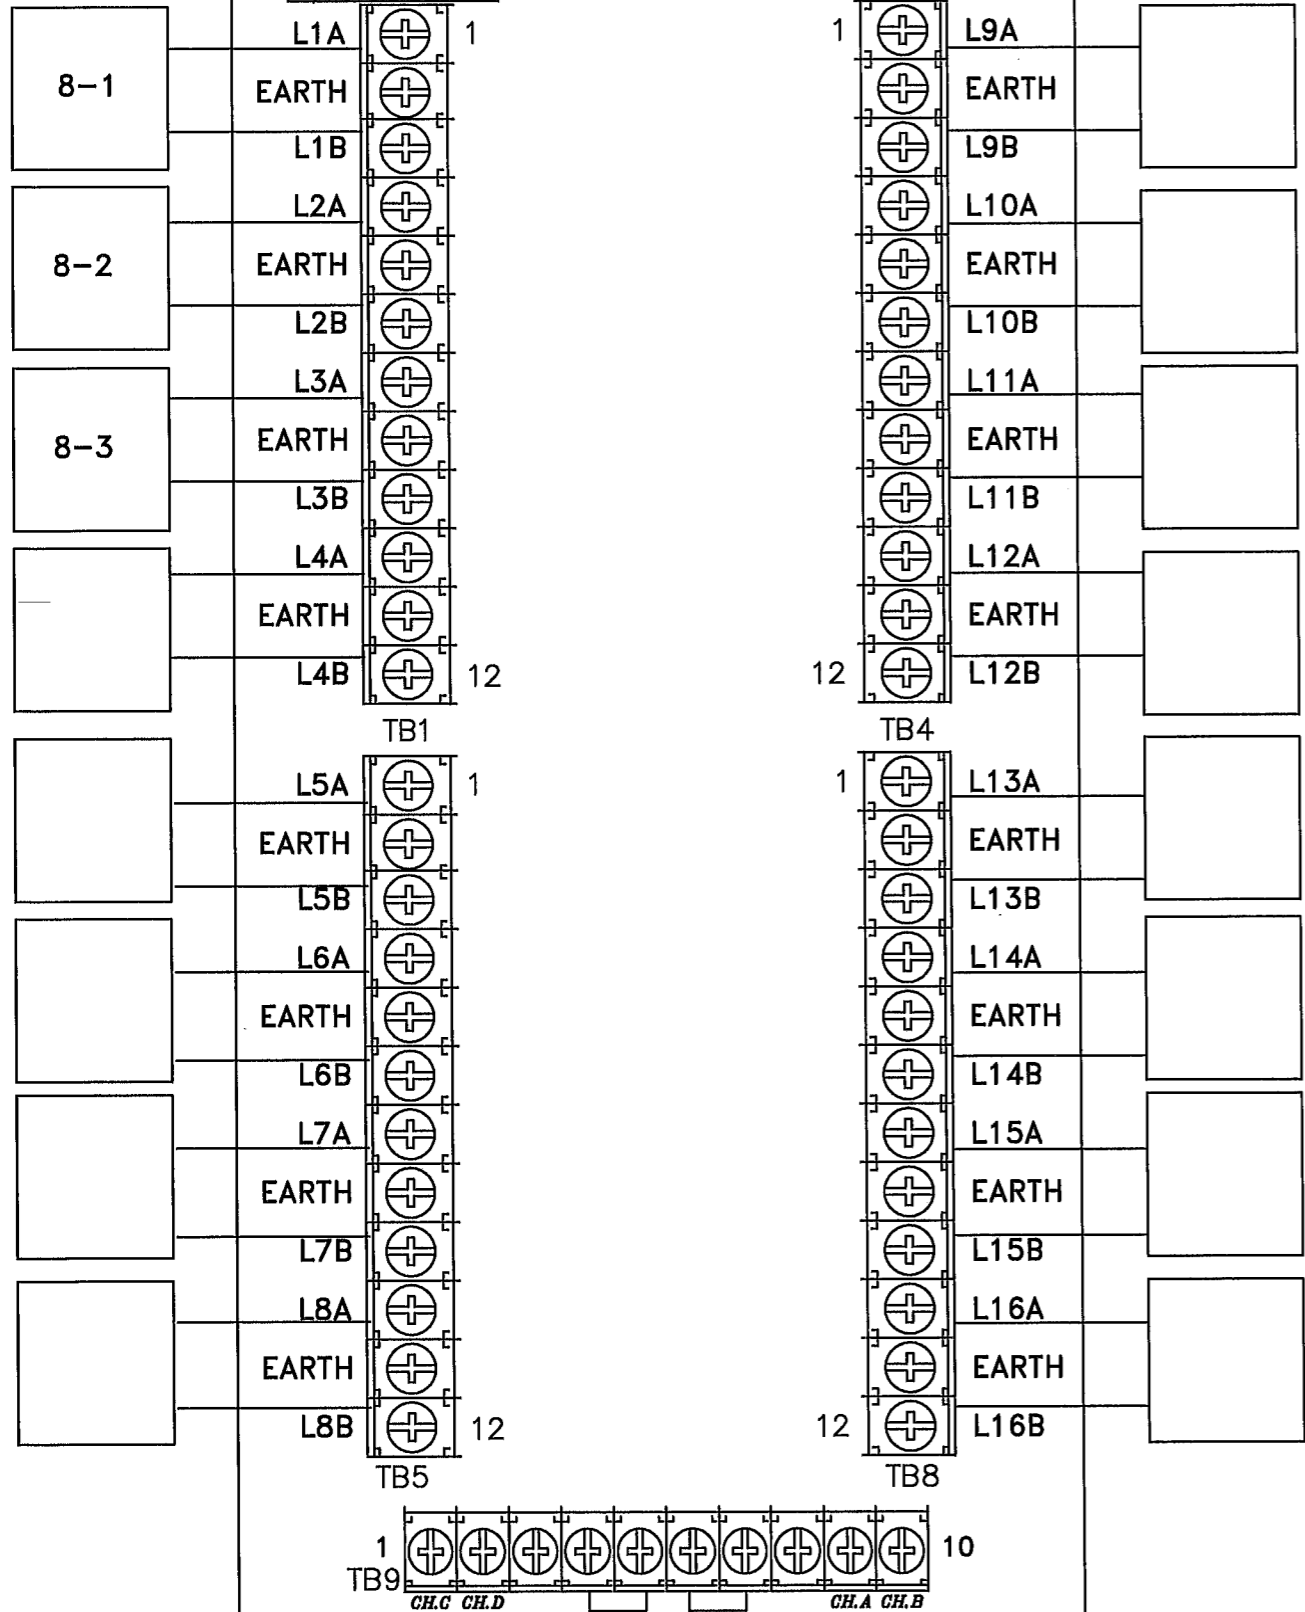 L1A 1
8-1
EARTH
L1B
L2A
8-2
EARTH
L2B
L3A
8-3
EARTH
L3B
L4A
EARTH
L4B 12
TB1
L5A 1
EARTH
L5B
L6A
EARTH
L6B
L7A
EARTH
L7B
L8A
EARTH
L8B 12
TB5
1 L9A
EARTH
L9B
L10A
EARTH
L10B
L11A
EARTH
L11B
L12A
EARTH
12 L12B
TB4
1 L13A
EARTH
L13B
L14A
EARTH
L14B
L15A
EARTH
L15B
L16A
EARTH
12 L16B
TB8
1 10
TB9
CH.C CH.D CH.A CH.B